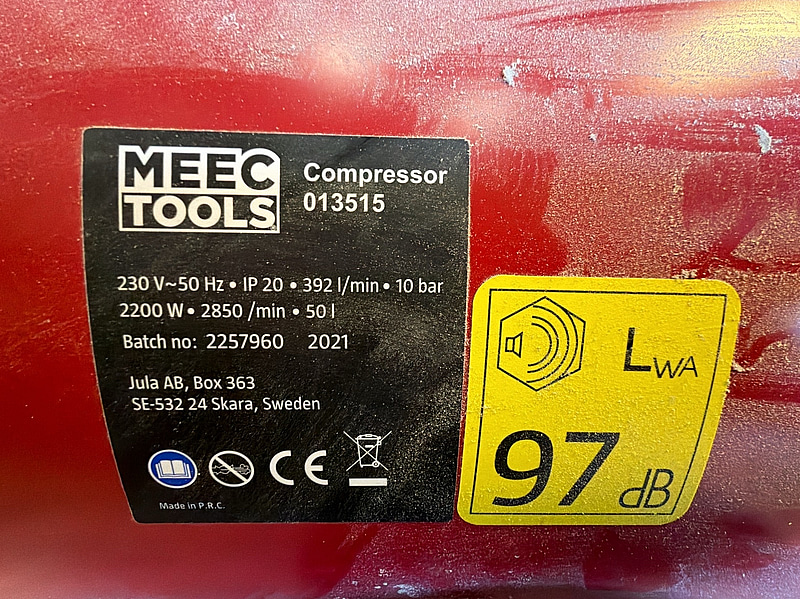 MEEC
TOOLS
Compressor
013515
230 V~50 Hz • IP 20 • 392 l/min • 10 bar
2200 W • 2850 /min • 50 l
Batch no: 2257960 2021
Jula AB, Box 363
SE-532 24 Skara, Sweden
CE
Made in P.R.C.
LWA
97 dB